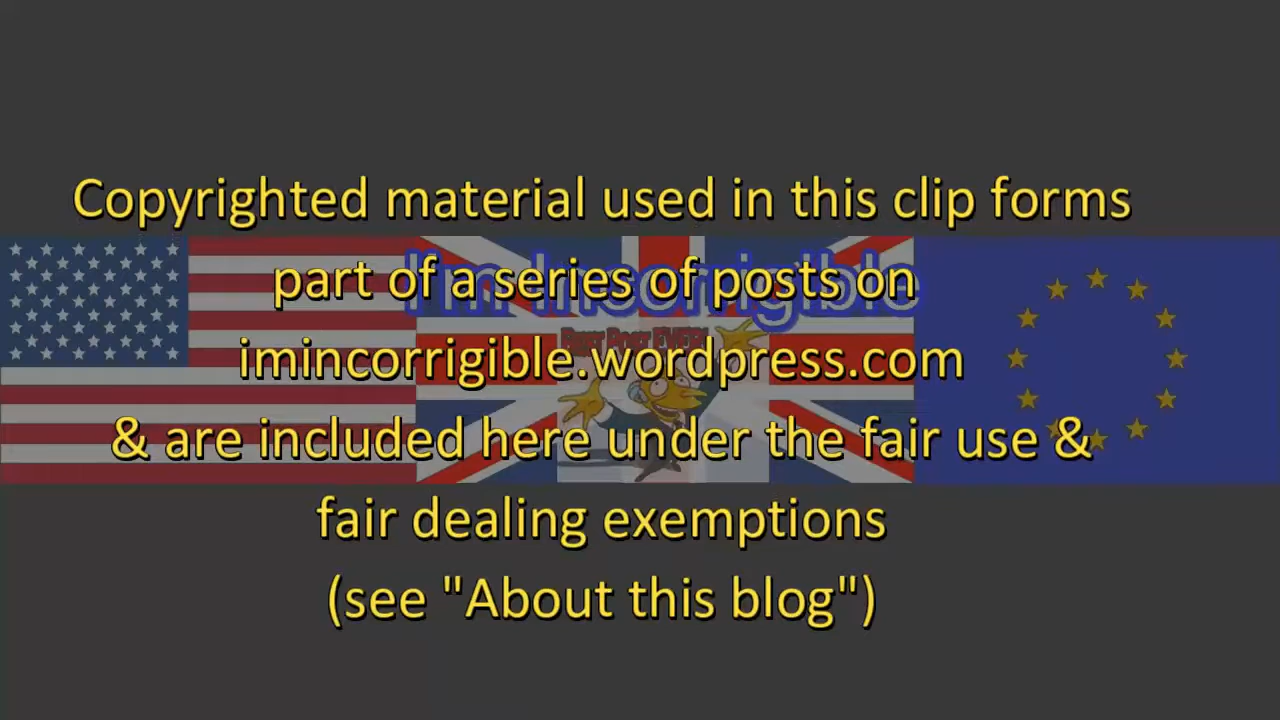 Copyrighted material used in this clip forms
part of a series of posts on
I'm Incorrigible
imincorrigible.wordpress.com
& are included here under the fair use &
fair dealing exemptions
(see "About this blog")